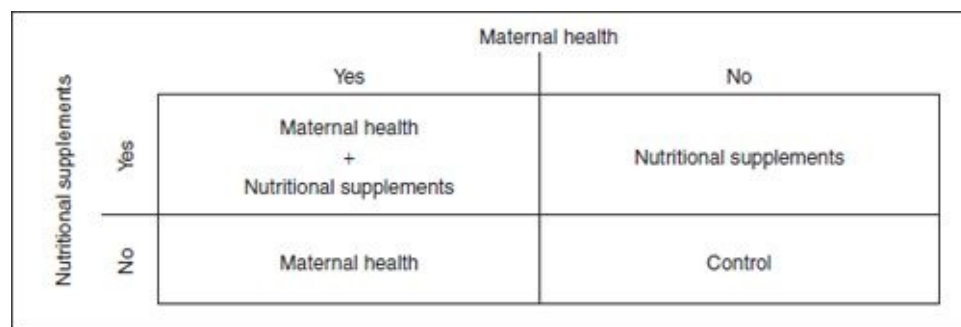 Maternal health
Yes
No
Nutritional supplements
Yes
Maternal health
+
Nutritional supplements
Nutritional supplements
No
Maternal health
Control